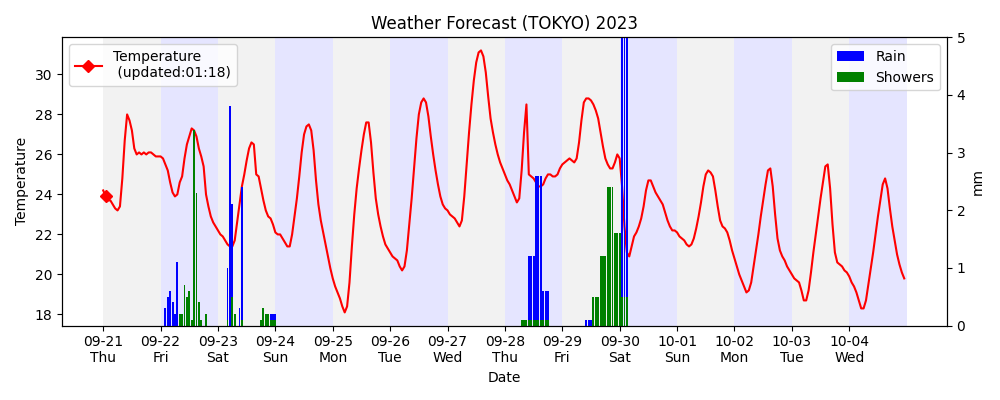 Weather Forecast (TOKYO) 2023
Temperature
(updated:01:18)
Rain
Showers
Temperature
30
28
26
24
22
20
18
5
4
3
2
1
0
mm
09-21 09-22 09-23 09-24 09-25 09-26 09-27 09-28 09-29 09-30 10-01 10-02 10-03 10-04
Thu Fri Sat Sun Mon Tue Wed Thu Fri Sat Sun Mon Tue Wed
Date